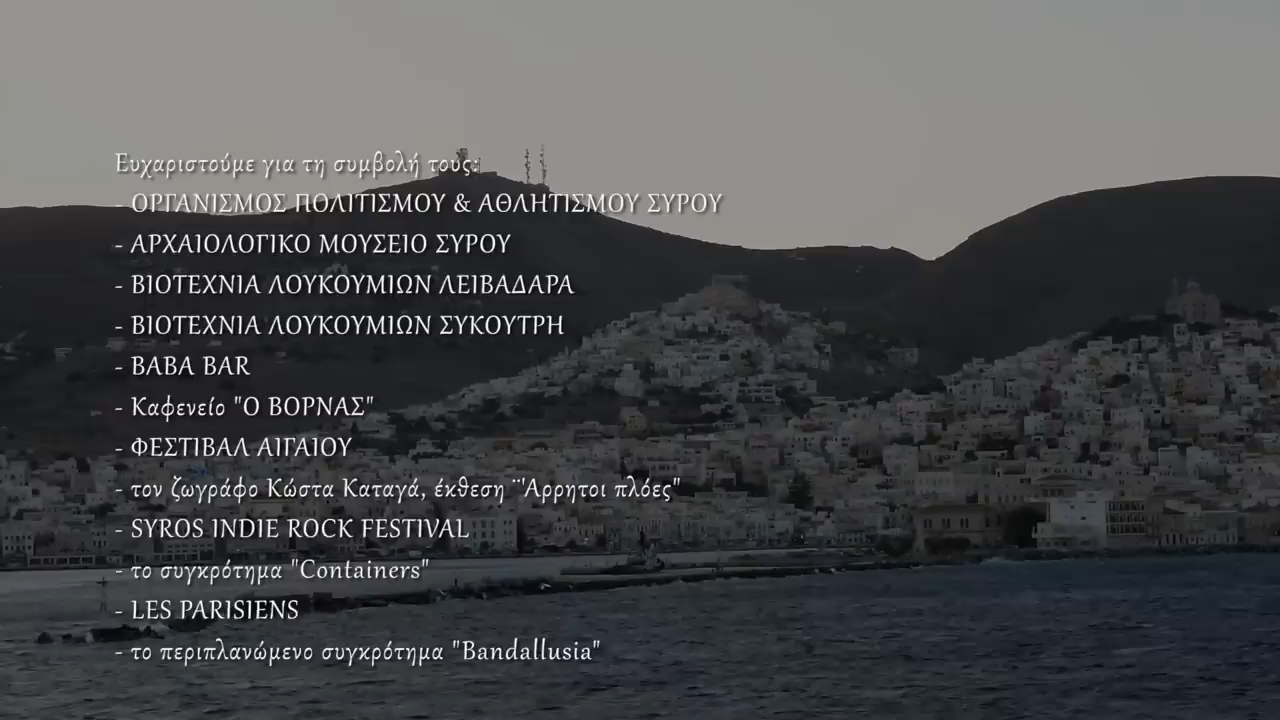 Ευχαριστούμε για τη συμβολή τους:
- ΟΡΓΑΝΙΣΜΟΣ ΠΟΛΙΤΙΣΜΟΥ & ΑΘΛΗΤΙΣΜΟΥ ΣΥΡΟΥ
- ΑΡΧΑΙΟΛΟΓΙΚΟ ΜΟΥΣΕΙΟ ΣΥΡΟΥ
- ΒΙΟΤΕΧΝΙΑ ΛΟΥΚΟΥΜΙΩΝ ΛΕΙΒΑΔΑΡΑ
- ΒΙΟΤΕΧΝΙΑ ΛΟΥΚΟΥΜΙΩΝ ΣΥΚΟΥΤΡΗ
- BABA BAR
- Καφενείο "Ο ΒΟΡΝΑΣ"
- ΦΕΣΤΙΒΑΛ ΑΙΓΑΙΟΥ
- τον ζωγράφο Κώστα Καταγά, έκθεση ¨Άρρητοι πλόες"
- SYROS INDIE ROCK FESTIVAL
- το συγκρότημα "Containers"
- LES PARISIENS
- το περιπλανώμενο συγκρότημα "Bandallusia"